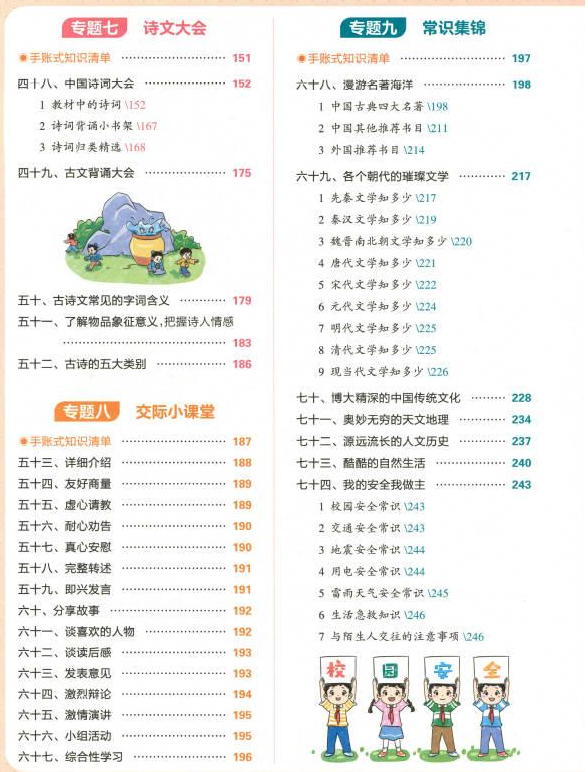 专题七 诗文大会
手账式知识清单 151
四十八、中国诗词大会 152
1 教材中的诗词 \152
2 诗词背诵小书架 \167
3 诗词归类精选 \168
四十九、古文背诵大会 175
五十、古诗文常见的字词含义 179
五十一、了解物品象征意义,把握诗人情感
183
五十二、古诗的五大类别 186
专题八 交际小课堂
手账式知识清单 187
五十三、详细介绍 188
五十四、友好商量 189
五十五、虚心请教 189
五十六、耐心劝告 190
五十七、真心安慰 190
五十八、完整转述 191
五十九、即兴发言 191
六十、分享故事 192
六十一、谈喜欢的人物 192
六十二、谈读后感 193
六十三、发表意见 193
六十四、激烈辩论 194
六十五、激情演讲 195
六十六、小组活动 195
六十七、综合性学习 196
专题九 常识集锦
手账式知识清单 197
六十八、漫游名著海洋 198
1 中国古典四大名著 \198
2 中国其他推荐书目 \211
3 外国推荐书目 \214
六十九、各个朝代的璀璨文学 217
1 先秦文学知多少 \217
2 秦汉文学知多少 \219
3 魏晋南北朝文学知多少 \220
4 唐代文学知多少 \221
5 宋代文学知多少 \222
6 元代文学知多少 \224
7 明代文学知多少 \225
8 清代文学知多少 \225
9 现当代文学知多少 \226
七十、博大精深的中国传统文化 228
七十一、奥妙无穷的天文地理 234
七十二、源远流长的人文历史 237
七十三、酷酷的自然生活 240
七十四、我的安全我做主 243
1 校园安全常识 \243
2 交通安全常识 \243
3 地震安全常识 \244
4 用电安全常识 \244
5 雷雨天气安全常识 \245
6 生活急救知识 \246
7 与陌生人交往的注意事项 \246
校 园 安 全